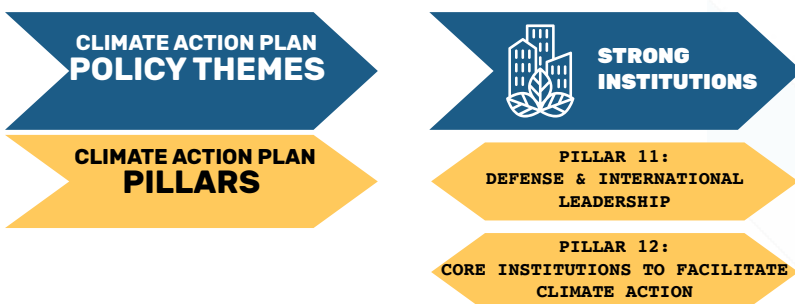 CLIMATE ACTION PLAN
POLICY THEMES
STRONG
INSTITUTIONS
CLIMATE ACTION PLAN
PILLARS
PILLAR 11:
DEFENSE & INTERNATIONAL
LEADERSHIP
PILLAR 12:
CORE INSTITUTIONS TO FACILITATE
CLIMATE ACTION